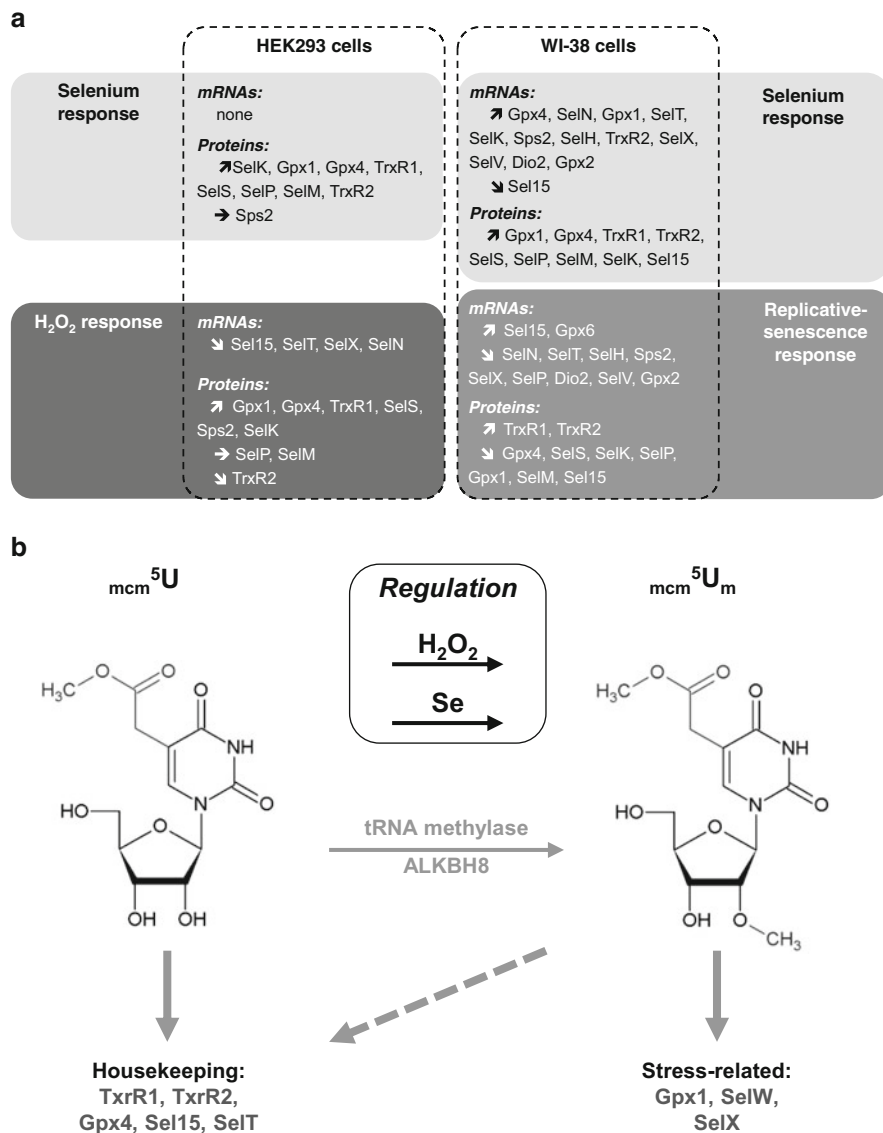 a
HEK293 cells
WI-38 cells
Selenium
response
mRNAs:
none
Proteins:
↗SelK, Gpx1, Gpx4, TrxR1,
SelS, SelP, SelM, TrxR2
→ Sps2
mRNAs:
↗ Gpx4, SelN, Gpx1, SelT,
SelK, Sps2, SelH, TrxR2, SelX,
SelV, Dio2, Gpx2
↘ Sel15
Proteins:
↗ Gpx1, Gpx4, TrxR1, TrxR2,
SelS, SelP, SelM, SelK, Sel15
Selenium
response
H2O2 response
mRNAs:
↘ Sel15, SelT, SelX, SelN
Proteins:
↗ Gpx1, Gpx4, TrxR1, SelS,
Sps2, SelK
→ SelP, SelM
↘ TrxR2
mRNAs:
↗ Sel15, Gpx6
↘ SelN, SelT, SelH, Sps2,
SelX, SelP, Dio2, SelV, Gpx2
Proteins:
↗ TrxR1, TrxR2
↘ Gpx4, SelS, SelK, SelP,
Gpx1, SelM, Sel15
Replicative-
senescence
response
b
mcm5U
Regulation
H2O2
Se
mcm5Um
H3C
O
O
O
NH
N
O
HO
O
OH
OH
tRNA methylase
ALKBH8
H3C
O
O
O
NH
N
O
HO
O
OH
O
CH3
Housekeeping:
TxrR1, TxrR2,
Gpx4, Sel15, SelT
Stress-related:
Gpx1, SelW,
SelX